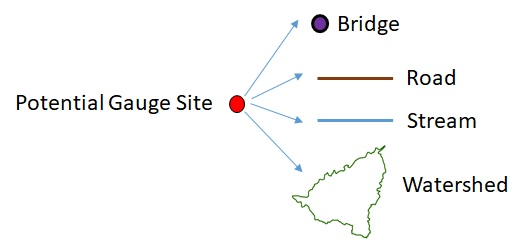 Bridge
Road
Potential Gauge Site
Stream
Watershed